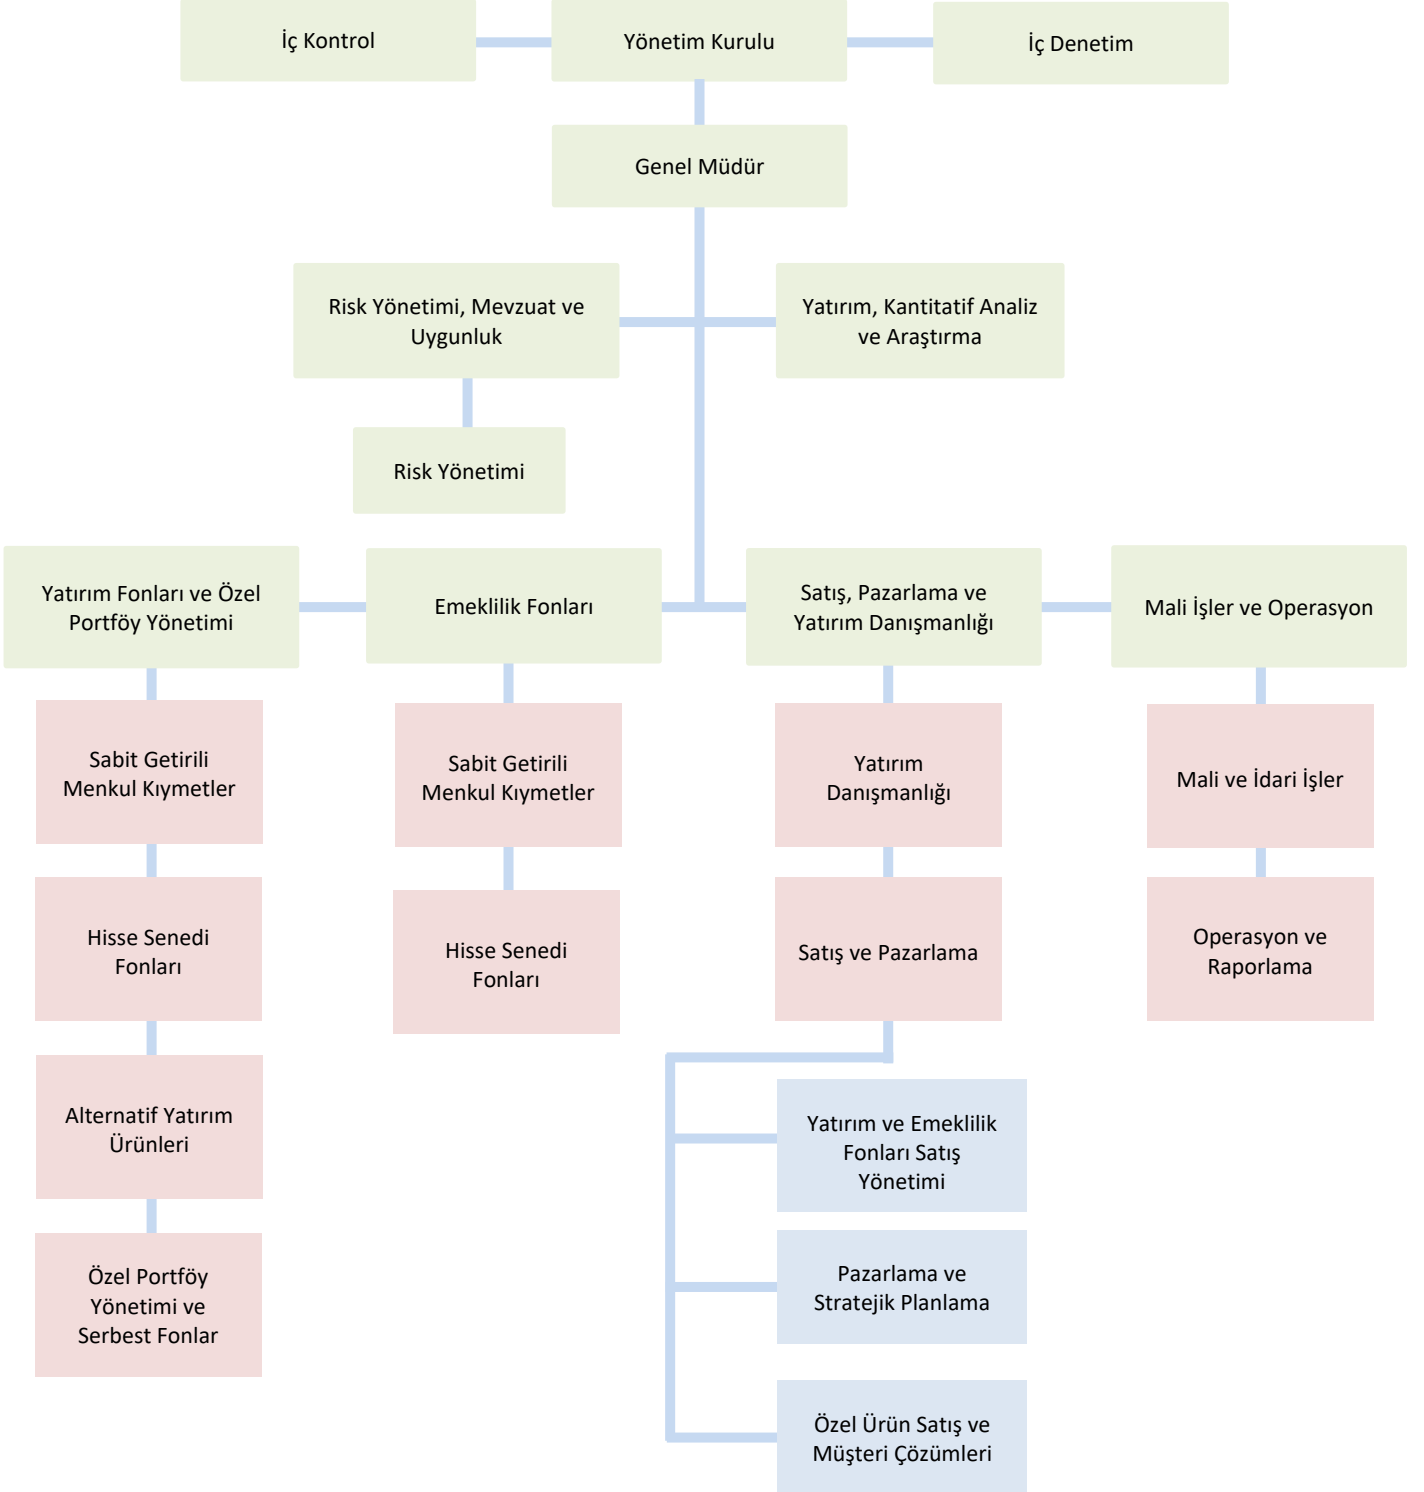 İç Kontrol
Yönetim Kurulu
İç Denetim
Genel Müdür
Risk Yönetimi, Mevzuat ve
Uygunluk
Yatırım, Kantitatif Analiz
ve Araştırma
Risk Yönetimi
Yatırım Fonları ve Özel
Portföy Yönetimi
Emeklilik Fonları
Satış, Pazarlama ve
Yatırım Danışmanlığı
Mali İşler ve Operasyon
Sabit Getirili
Menkul Kıymetler
Sabit Getirili
Menkul Kıymetler
Yatırım
Danışmanlığı
Mali ve İdari İşler
Hisse Senedi
Fonları
Hisse Senedi
Fonları
Satış ve Pazarlama
Operasyon ve
Raporlama
Alternatif Yatırım
Ürünleri
Yatırım ve Emeklilik
Fonları Satış
Yönetimi
Özel Portföy
Yönetimi ve
Serbest Fonlar
Pazarlama ve
Stratejik Planlama
Özel Ürün Satış ve
Müşteri Çözümleri